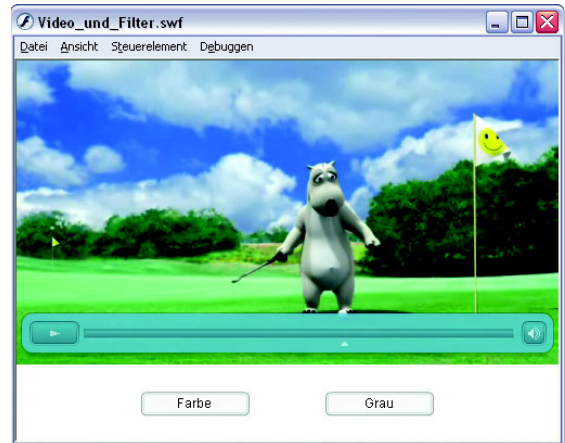 Video_und_Filter.swf
Datei Ansicht Steuerelement Debuggen
Farbe Grau